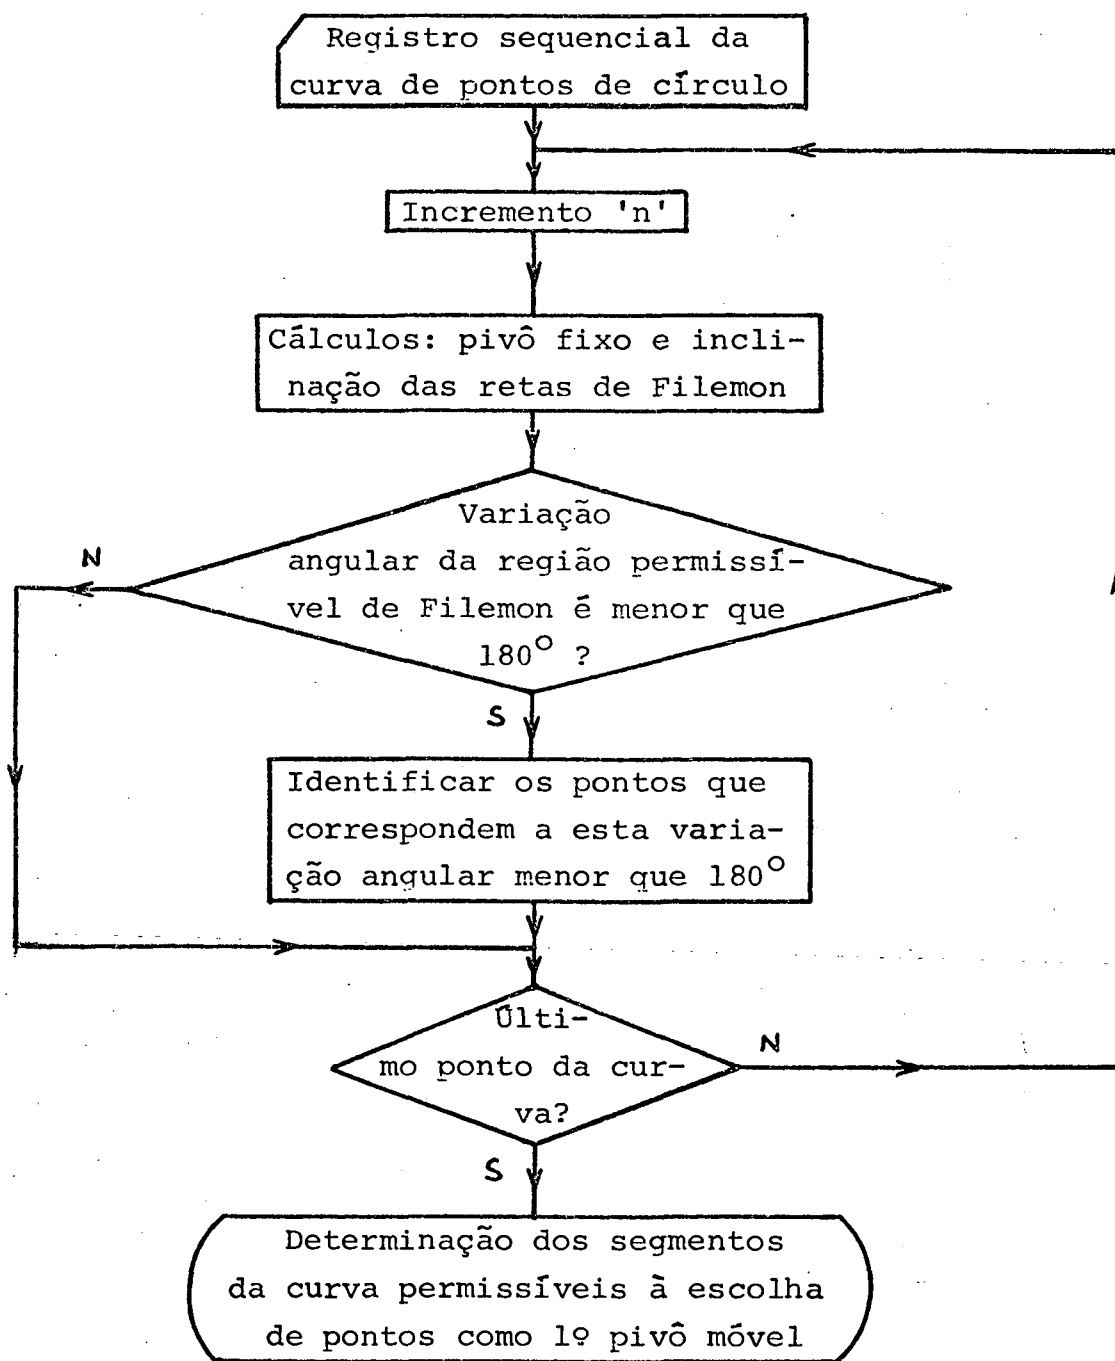 Registro sequencial da
curva de pontos de círculo
Incremento 'n'
Cálculos: pivô fixo e incli-
nação das retas de Filemon
Variação
angular da região permissí-
vel de Filemon é menor que
180º ?
N
S
Identificar os pontos que
correspondem a esta varia-
ção angular menor que 180º
Últi-
mo ponto da cur-
va?
N
S
Determinação dos segmentos
da curva permissíveis à escolha
de pontos como 1º pivô móvel